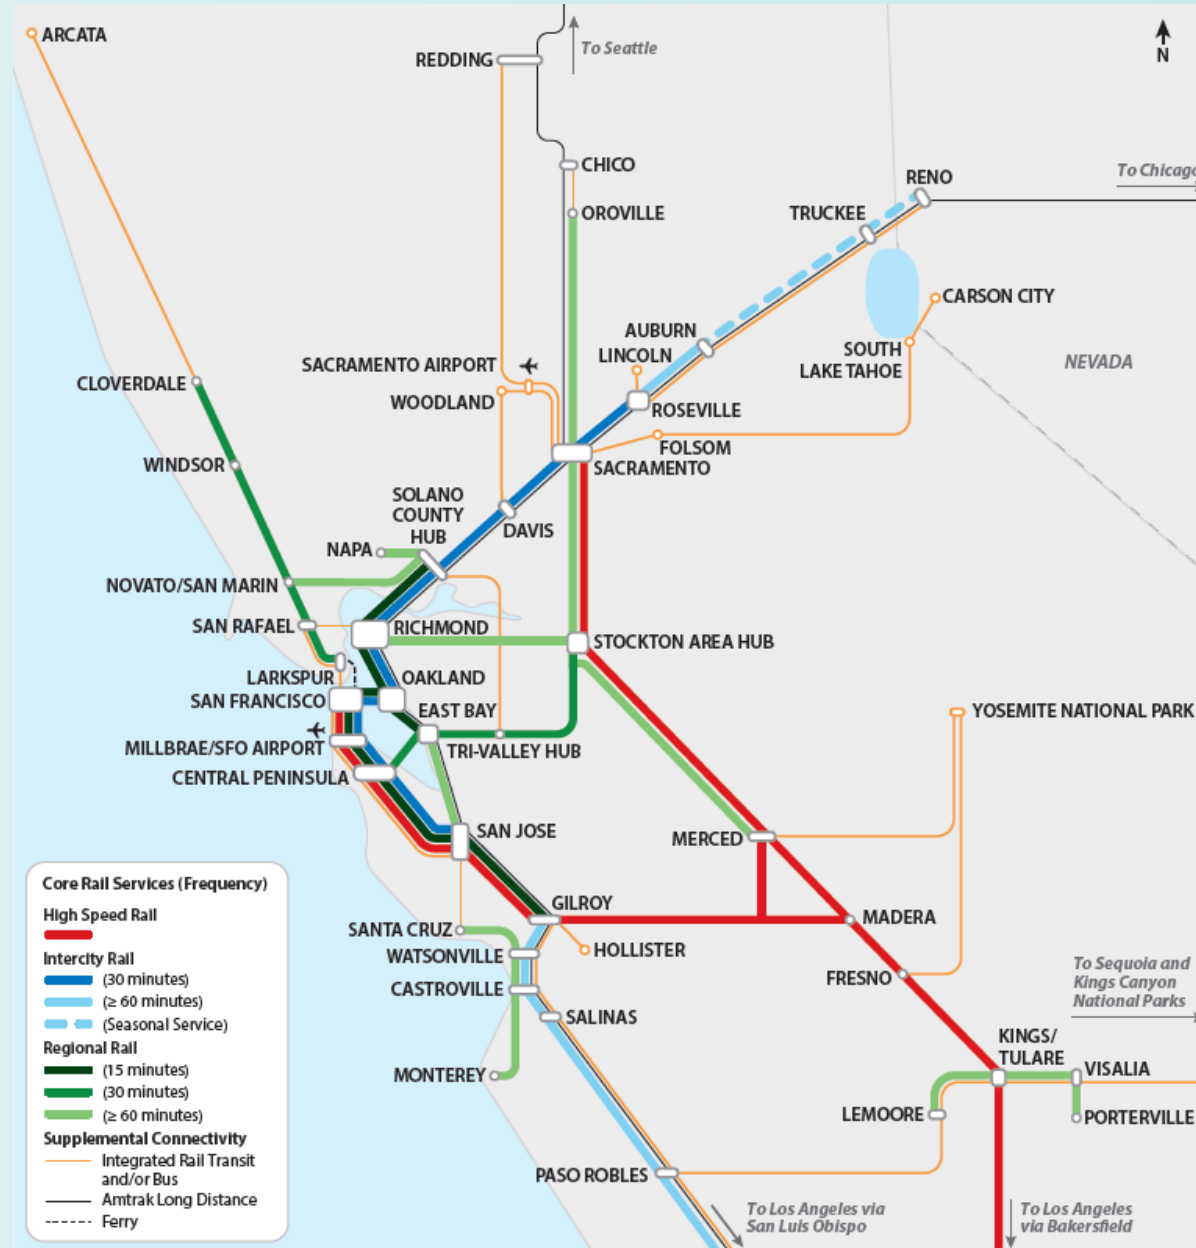 ARCATA
REDDING
To Seattle
N
CHICO
OROVILLE
RENO
To Chicago
TRUCKEE
CARSON CITY
AUBURN
LINCOLN
SOUTH
LAKE TAHOE
NEVADA
SACRAMENTO AIRPORT
WOODLAND
ROSEVILLE
FOLSOM
SACRAMENTO
CLOVERDALE
WINDSOR
SOLANO
COUNTY
HUB
DAVIS
NAPA
NOVATO/SAN MARIN
SAN RAFAEL
RICHMOND
STOCKTON AREA HUB
LARKSPUR
OAKLAND
SAN FRANCISCO
EAST BAY
YOSEMITE NATIONAL PARK
MILLBRAE/SFO AIRPORT
TRI-VALLEY HUB
CENTRAL PENINSULA
SAN JOSE
MERCED
GILROY
MADERA
SANTA CRUZ
HOLLISTER
WATSONVILLE
FRESNO
To Sequoia and
Kings Canyon
National Parks
CASTROVILLE
SALINAS
KINGS/
TULARE
VISALIA
MONTEREY
LEMOORE
PORTERVILLE
PASO ROBLES
To Los Angeles via
San Luis Obispo
To Los Angeles
via Bakersfield
Core Rail Services (Frequency)
High Speed Rail
Intercity Rail
(30 minutes)
(≥ 60 minutes)
(Seasonal Service)
Regional Rail
(15 minutes)
(30 minutes)
(≥ 60 minutes)
Supplemental Connectivity
Integrated Rail Transit
and/or Bus
Amtrak Long Distance
Ferry